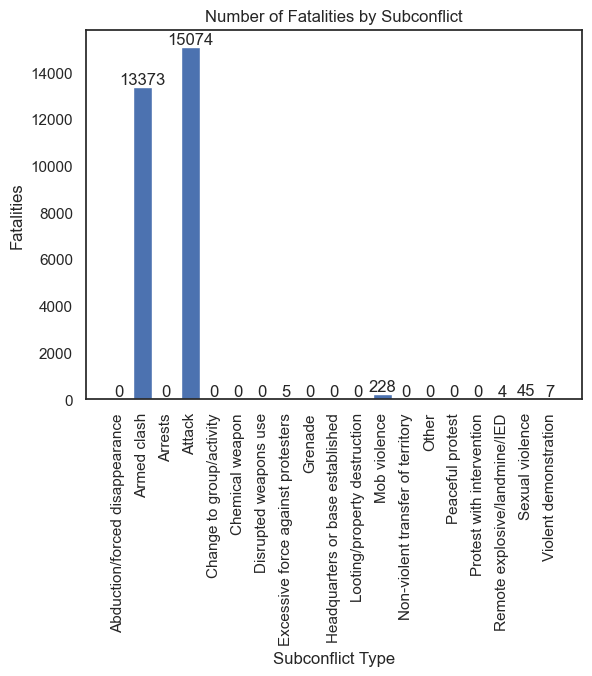 Number of Fatalities by Subconflict
15074
13373
14000
12000
10000
8000
6000
4000
2000
0
Fatalities
0
0
0
0
0
5
0
0
0
228
0
0
0
0
4
45
7
Abduction/forced disappearance
Armed clash
Arrests
Attack
Change to group/activity
Chemical weapon
Disrupted weapons use
Excessive force against protesters
Grenade
Headquarters or base established
Looting/property destruction
Mob violence
Non-violent transfer of territory
Other
Peaceful protest
Protest with intervention
Remote explosive/landmine/IED
Sexual violence
Violent demonstration
Subconflict Type